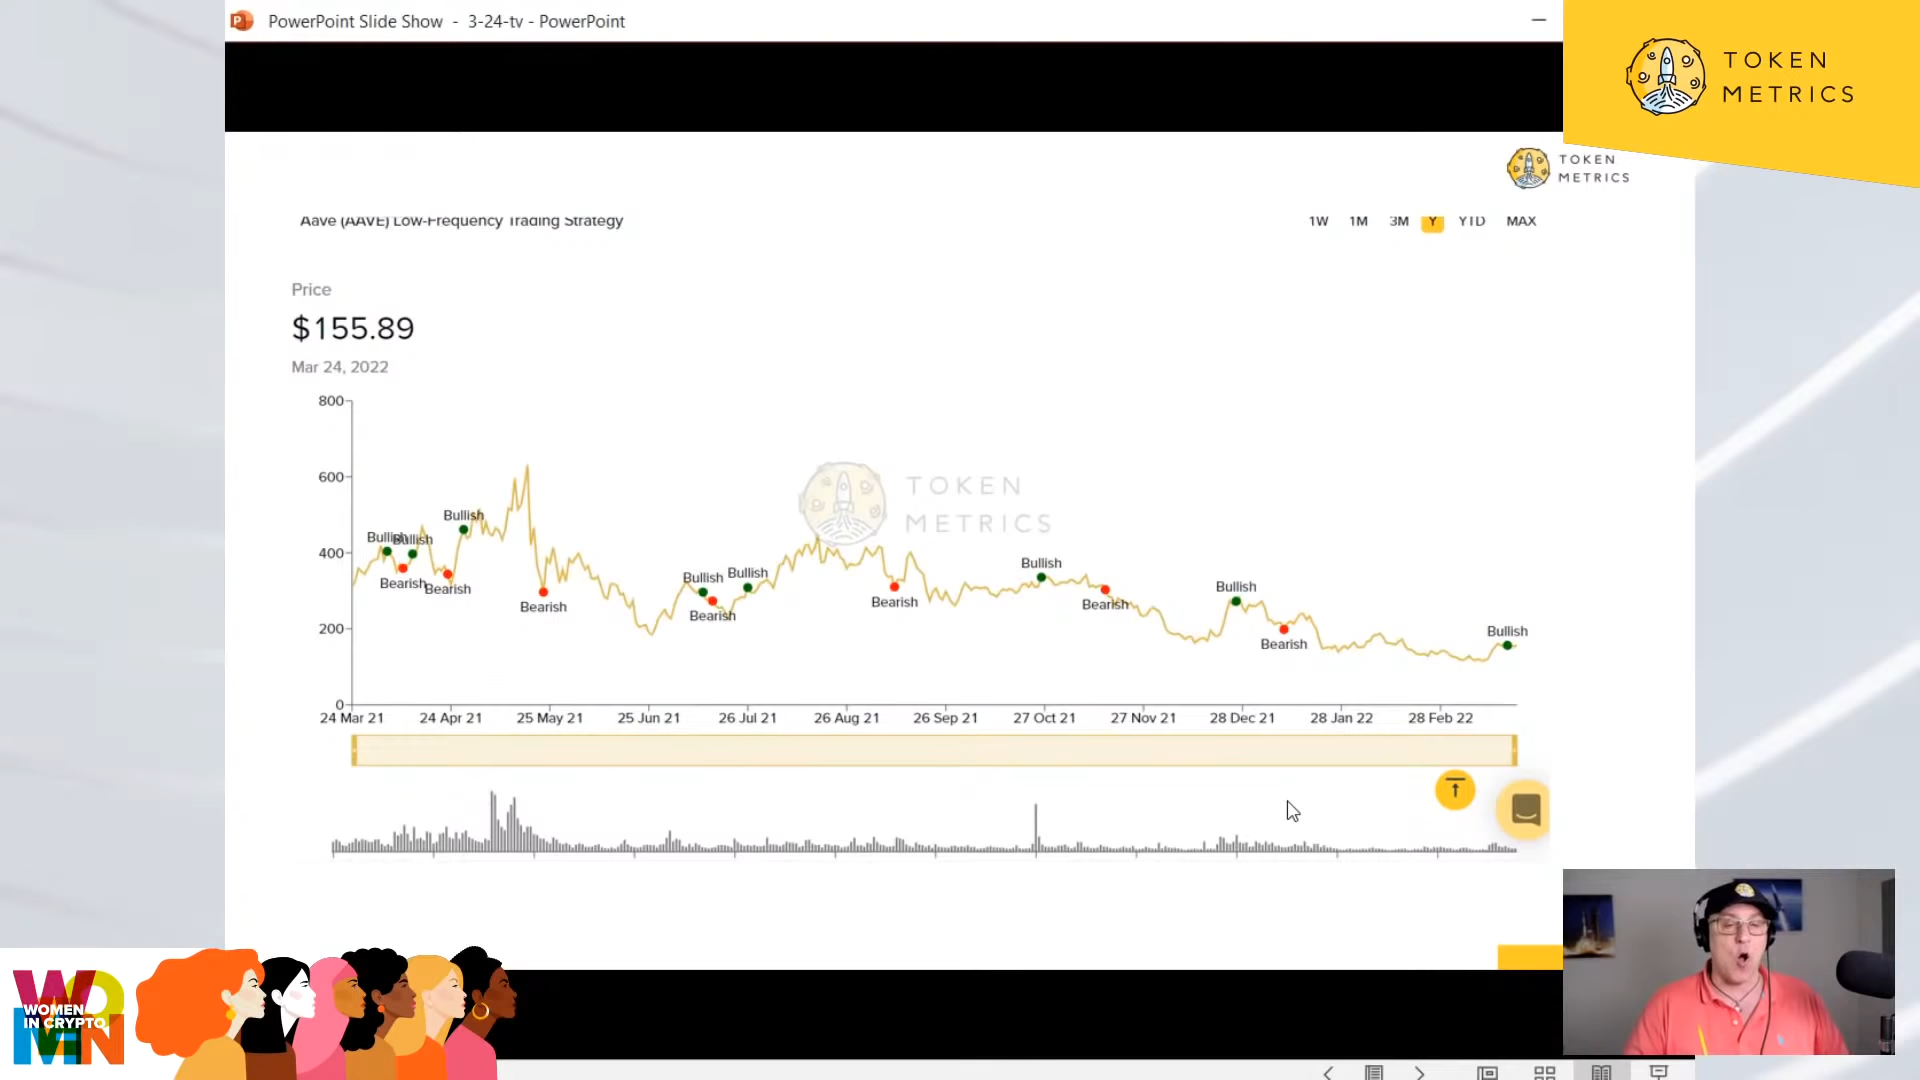 PowerPoint Slide Show - 3-24-tv - PowerPoint
TOKEN
METRICS
TOKEN
METRICS
Aave (AAVE) Low-Frequency Trading Strategy
1W 1M 3M Y YTD MAX
Price
$155.89
Mar 24, 2022
800
600
400
200
0
TOKEN
METRICS
Bullish
Bullish
Bullish
Bearish
Bearish
Bearish
Bullish
Bullish
Bearish
Bearish
Bullish
Bearish
Bullish
Bearish
Bullish
24 Mar 21 24 Apr 21 25 May 21 25 Jun 21 26 Jul 21 26 Aug 21 26 Sep 21 27 Oct 21 27 Nov 21 28 Dec 21 28 Jan 22 28 Feb 22
WOMEN
WOMEN
IN CRYPTO